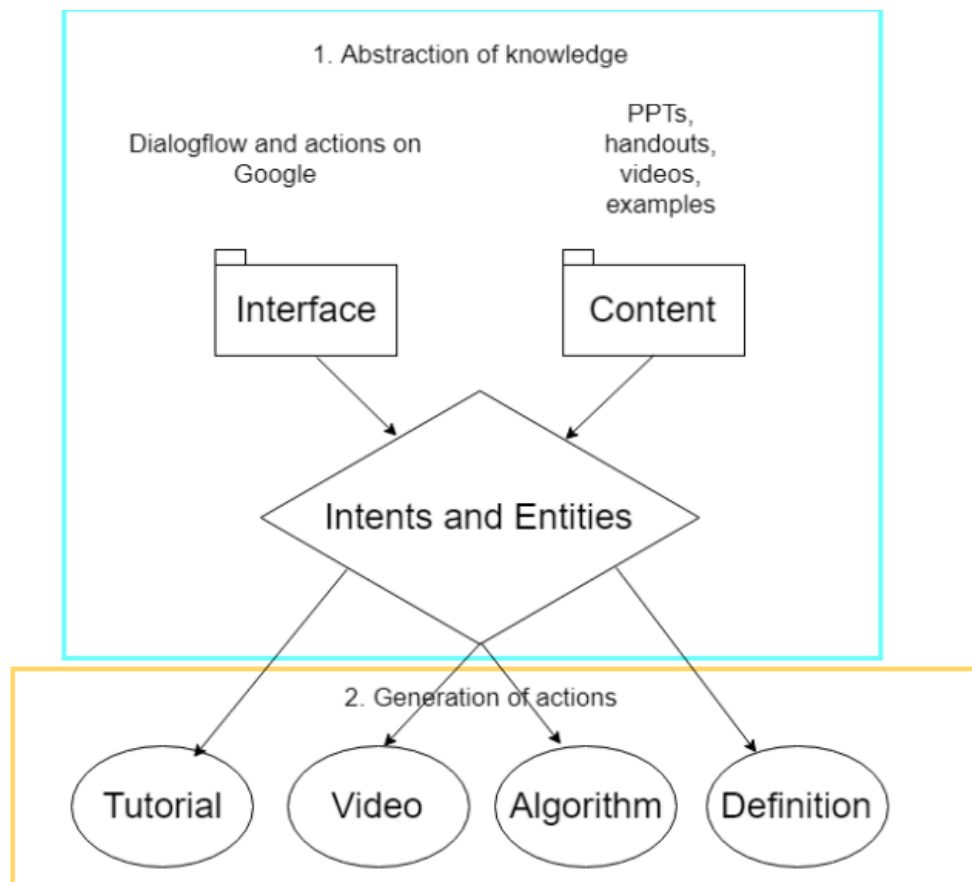 1. Abstraction of knowledge
Dialogflow and actions on
Google
PPTs,
handouts,
videos,
examples
Interface
Content
Intents and Entities
2. Generation of actions
Tutorial
Video
Algorithm
Definition